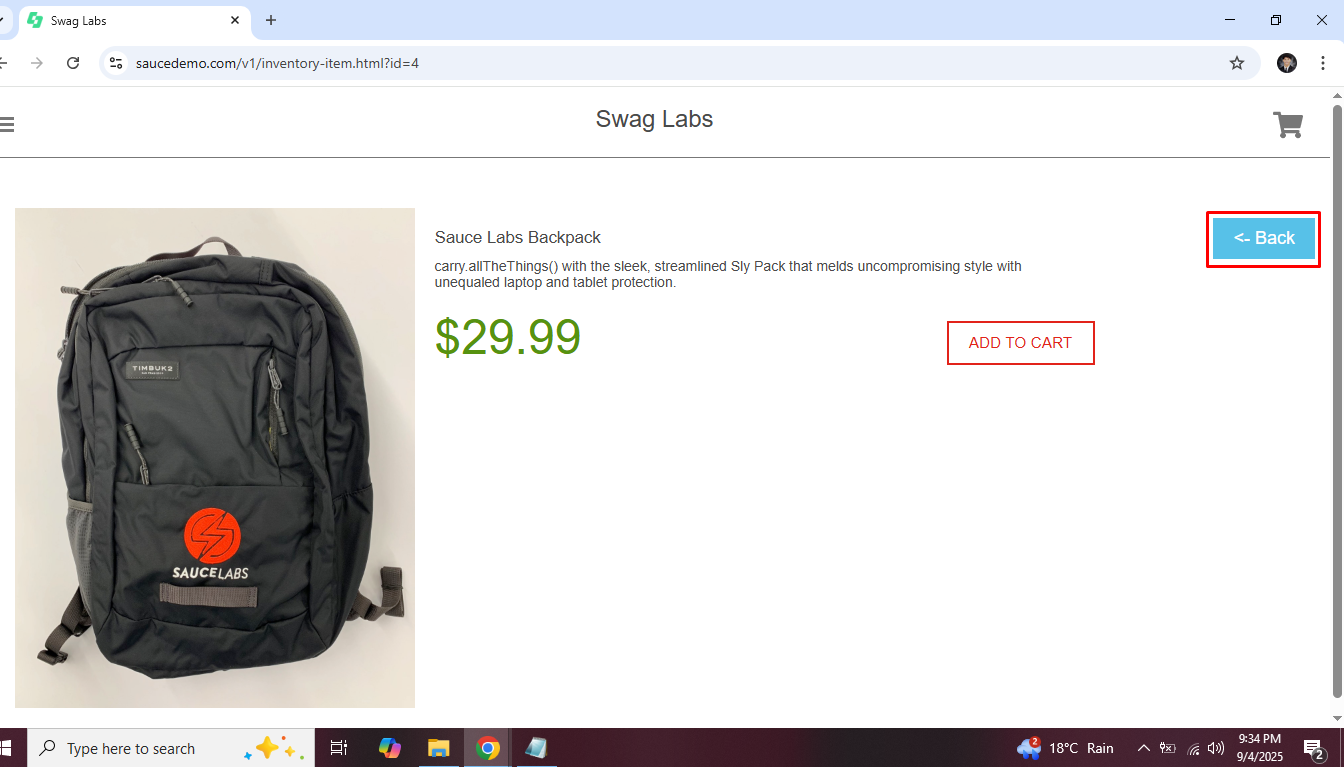 Swag Labs
saucedemo.com/v1/inventory-item.html?id=4
Swag Labs
<- Back
Sauce Labs Backpack
carry.allTheThings() with the sleek, streamlined Sly Pack that melds uncompromising style with
unequaled laptop and tablet protection.
$29.99
ADD TO CART
TIMBUK2
SAUCELABS
Type here to search
2
18°C Rain
9:34 PM
9/4/2025
2